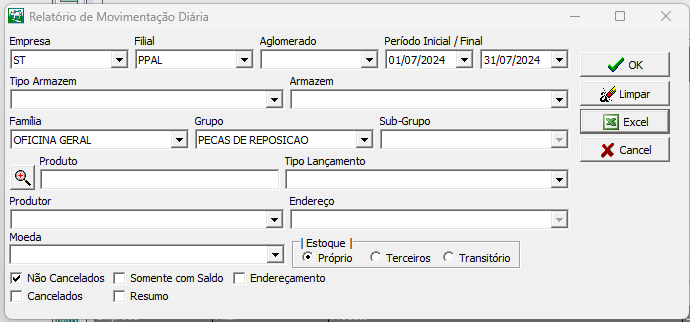 Relatório de Movimentação Diária
Empresa Filial Aglomerado Período Inicial / Final
ST PPAL 01/07/2024 31/07/2024
OK
Tipo Armazem Armazem
Limpar
Família Grupo Sub-Grupo
Excel
OFICINA GERAL PECAS DE REPOSICAO
Cancel
Produto Tipo Lançamento
Produtor Endereço
Moeda Estoque
Próprio Terceiros Transitório
Não Cancelados Somente com Saldo Endereçamento
Cancelados Resumo